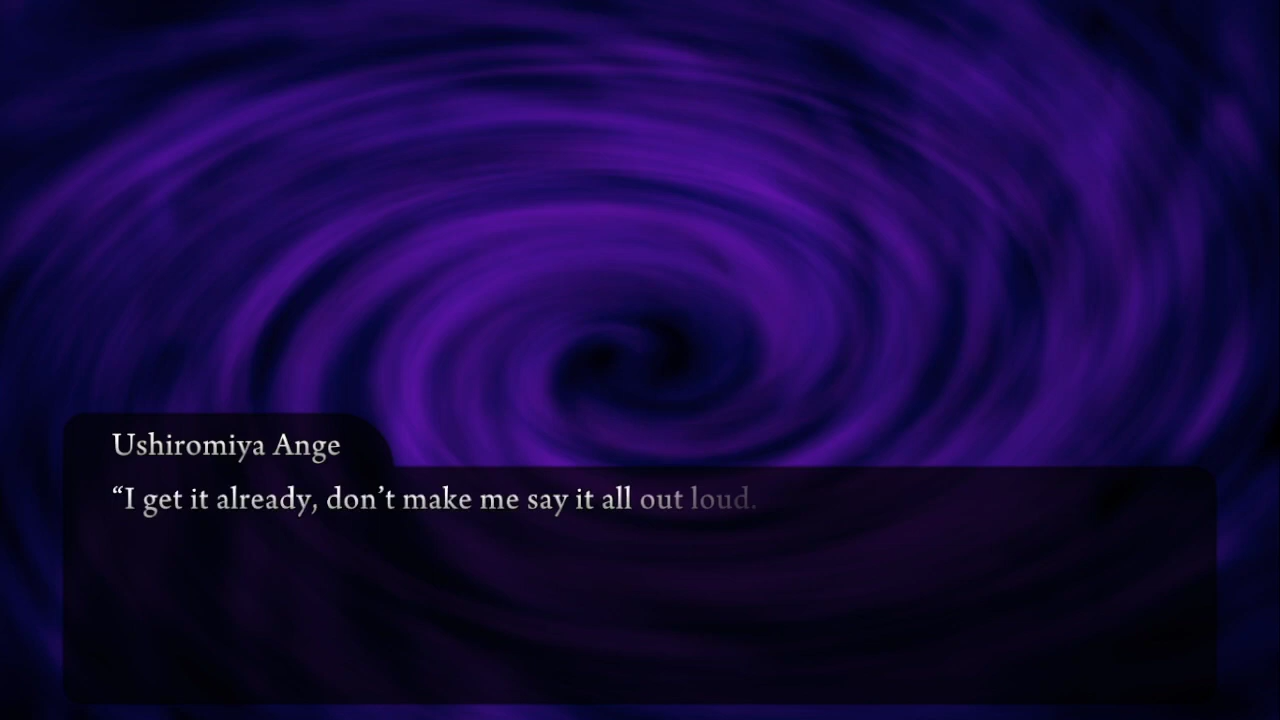 Ushiromiya Ange
“I get it already, don’t make me say it all out loud.